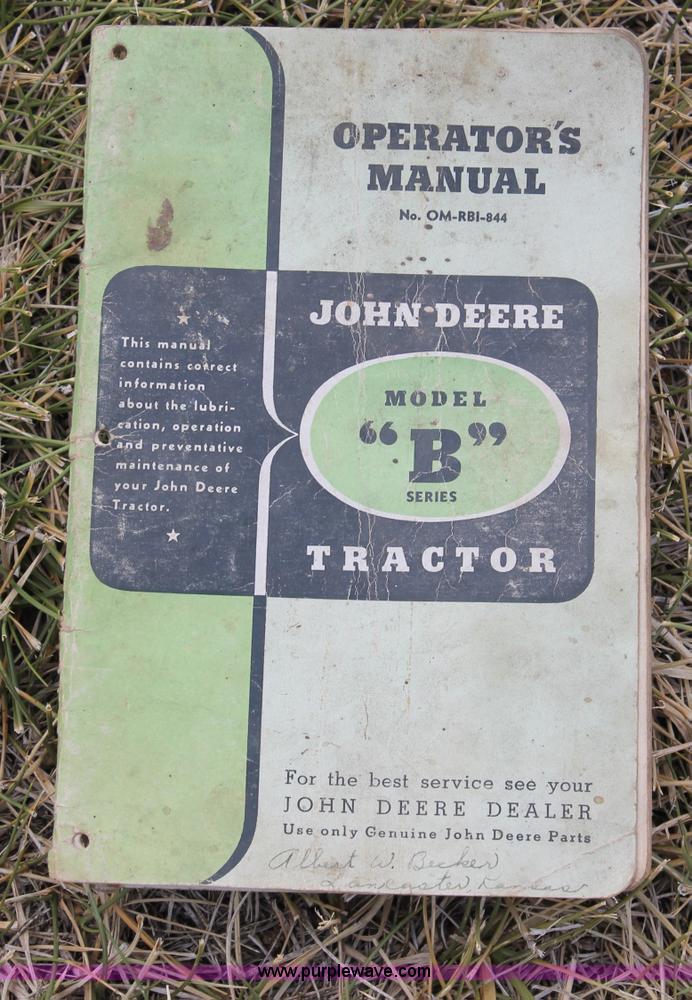 OPERATOR'S
MANUAL
No. OM-RBI-844
JOHN DEERE
MODEL
"B"
SERIES
TRACTOR
This manual
contains correct
information
about the lubri-
cation, operation
and preventative
maintenance of
your John Deere
Tractor.
For the best service see your
JOHN DEERE DEALER
Use only Genuine John Deere Parts
Albert W. Becker
Lancaster, Kansas
www.purplewave.com